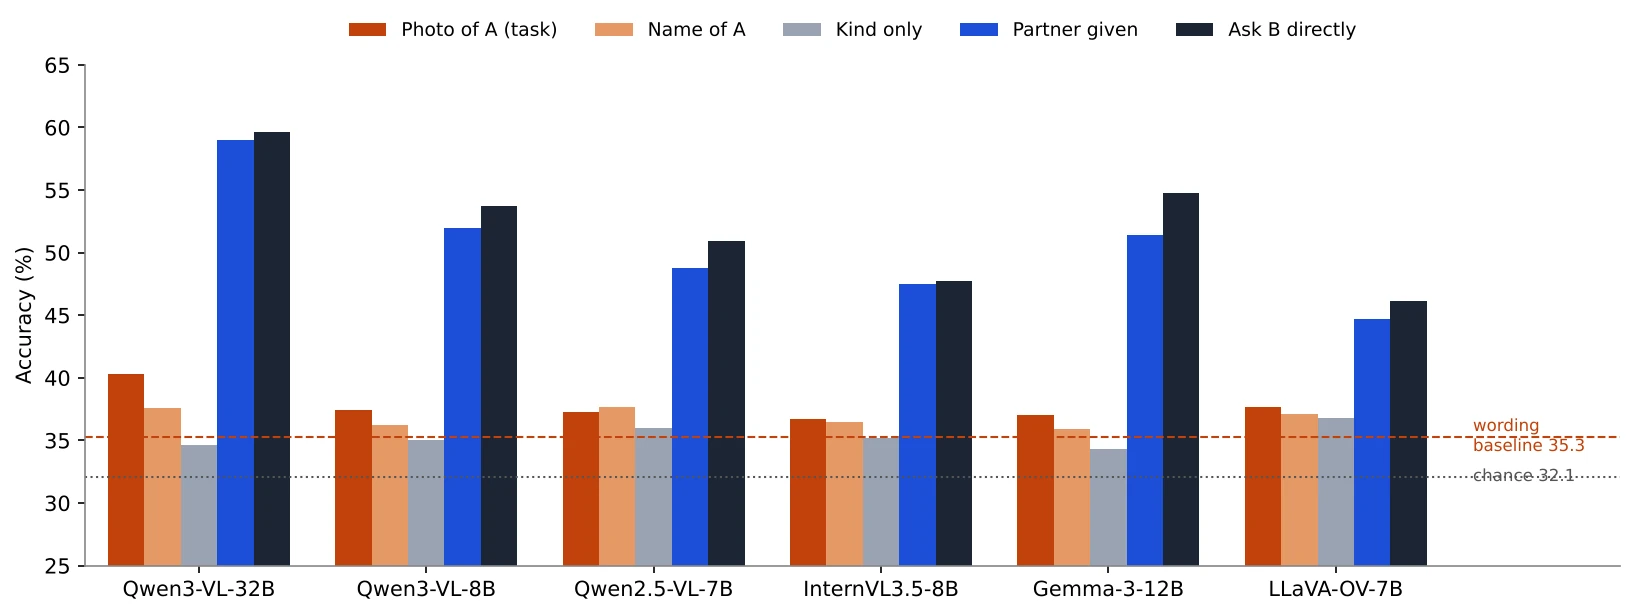 Photo of A (task) Name of A Kind only Partner given Ask B directly
65
60
55
50
45
40
35
30
25
Accuracy (%)
wording
baseline 35.3
chance 32.1
Qwen3-VL-32B Qwen3-VL-8B Qwen2.5-VL-7B InternVL3.5-8B Gemma-3-12B LLaVA-OV-7B